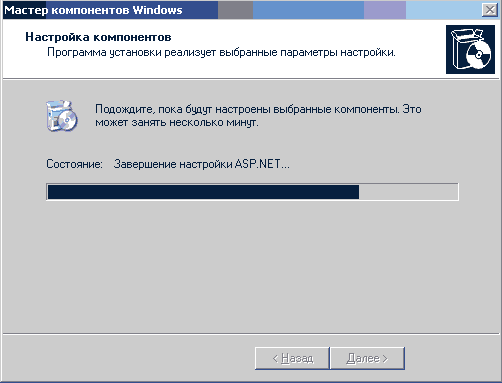 Мастер компонентов Windows
Настройка компонентов
Программа установки реализует выбранные параметры настройки.
Подождите, пока будут настроены выбранные компоненты. Это
может занять несколько минут.
Состояние: Завершение настройки ASP.NET...
< Назад Далее >